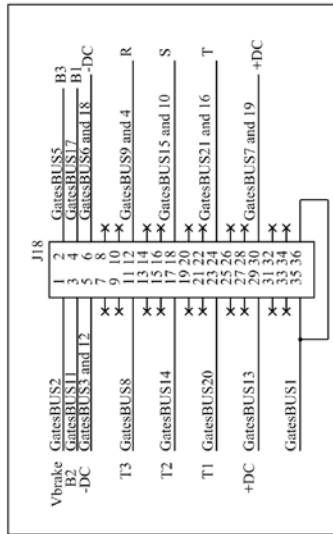 J18
Vbrake GatesBUS2 1 2 GatesBUS5 B3
B2 GatesBUS11 3 4 GatesBUS17 B1
-DC GatesBUS3 and 12 5 6 GatesBUS6 and 18 -DC
7 8
9 10
T3 GatesBUS8 11 12 GatesBUS9 and 4 R
13 14
15 16
T2 GatesBUS14 17 18 GatesBUS15 and 10 S
19 20
21 22
T1 GatesBUS20 23 24 GatesBUS21 and 16 T
25 26
27 28
+DC GatesBUS13 29 30 GatesBUS7 and 19 +DC
31 32
33 34
GatesBUS1 35 36